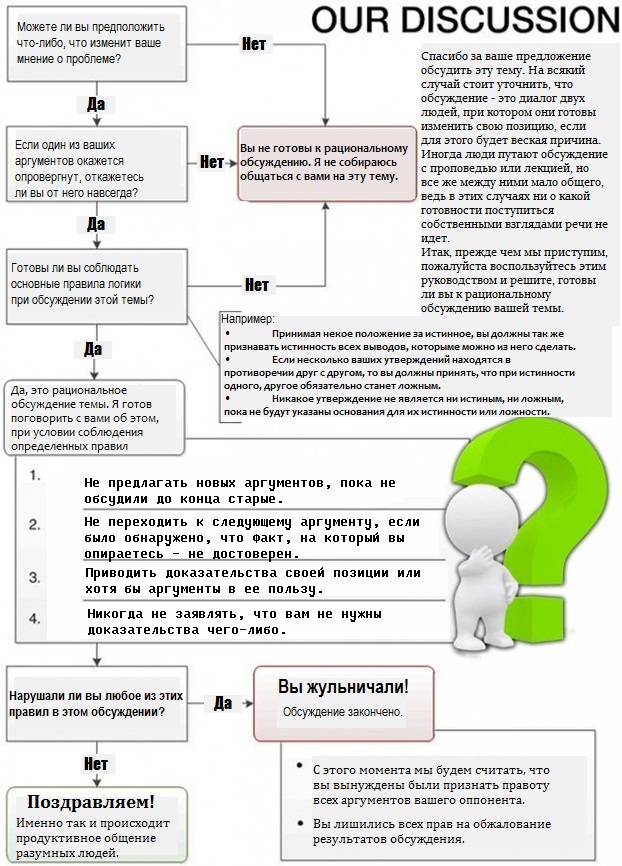 OUR DISCUSSION
Можете ли вы предположить
что-либо, что изменит ваше
мнение о проблеме?
Нет
Да
Спасибо за ваше предложение
обсудить эту тему. На всякий
случай стоит уточнить, что
обсуждение - это диалог двух
людей, при котором они готовы
изменить свою позицию, если
для этого будет веская причина.
Иногда люди путают обсуждение
с проповедью или лекцией, но
все же между ними мало общего,
ведь в этих случаях ни о какой
готовности поступиться
собственными взглядами речи не
идет.
Итак, прежде чем мы приступим,
пожалуйста воспользуйтесь этим
руководством и решите, готовы
ли вы к рациональному
обсуждению вашей темы.
Если один из ваших
аргументов окажется
опровергнут, откажетесь
ли вы от него навсегда?
Нет
Вы не готовы к рациональному
обсуждению. Я не собираюсь
общаться с вами на эту тему.
Да
Готовы ли вы соблюдать
основные правила логики
при обсуждении этой темы?
Нет
Да
Например:
• Принимая некое положение за истинное, вы должны так же
признавать истинность всех выводов, которыме можно из него сделать.
• Если несколько ваших утверждений находятся в
противоречии друг с другом, то вы должны принять, что при истинности
одного, другое обязательно станет ложным.
• Никакое утверждение не является ни истиным, ни ложным,
пока не будут указаны основания для их истинности или ложности.
Да, это рациональное
обсуждение темы. Я готов
поговорить с вами об этом,
при условии соблюдения
определенных правил
1. Не предлагать новых аргументов, пока не
обсудили до конца старые.
2. Не переходить к следующему аргументу, если
было обнаружено, что факт, на который вы
опираетесь - не достоверен.
3. Приводить доказательства своей позиции или
хотя бы аргументы в ее пользу.
4. Никогда не заявлять, что вам не нужны
доказательства чего-либо.
Нарушали ли вы любое из этих
правил в этом обсуждении?
Да
Вы жульничали!
Обсуждение закончено.
• С этого момента мы будем считать, что
вы вынуждены были признать правоту
всех аргументов вашего оппонента.
• Вы лишились всех прав на обжалование
результатов обсуждения.
Нет
Поздравляем!
Именно так и происходит
продуктивное общение
разумных людей.